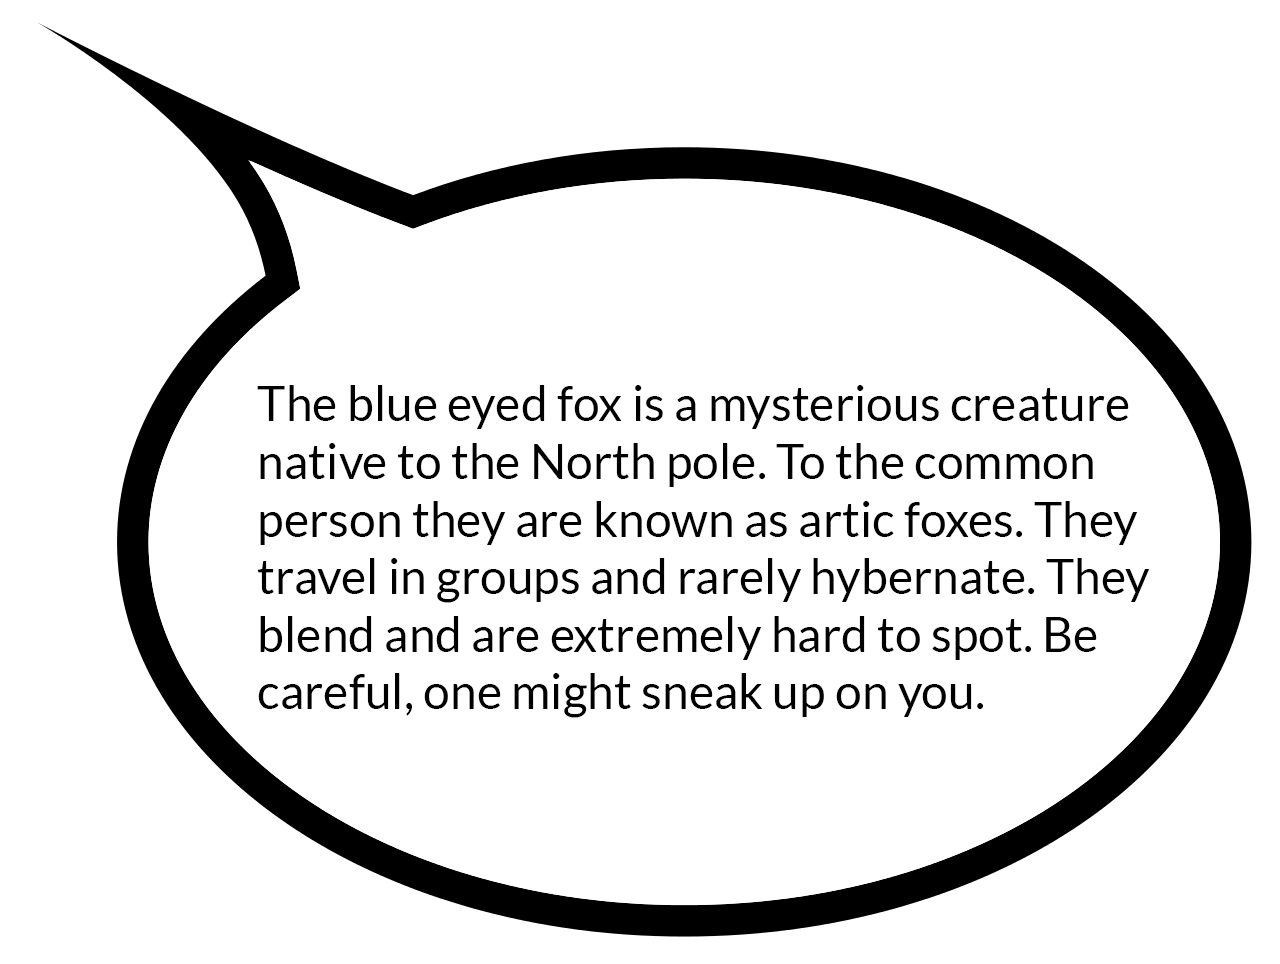 The blue eyed fox is a mysterious creature
native to the North pole. To the common
person they are known as artic foxes. They
travel in groups and rarely hybernate. They
blend and are extremely hard to spot. Be
careful, one might sneak up on you.